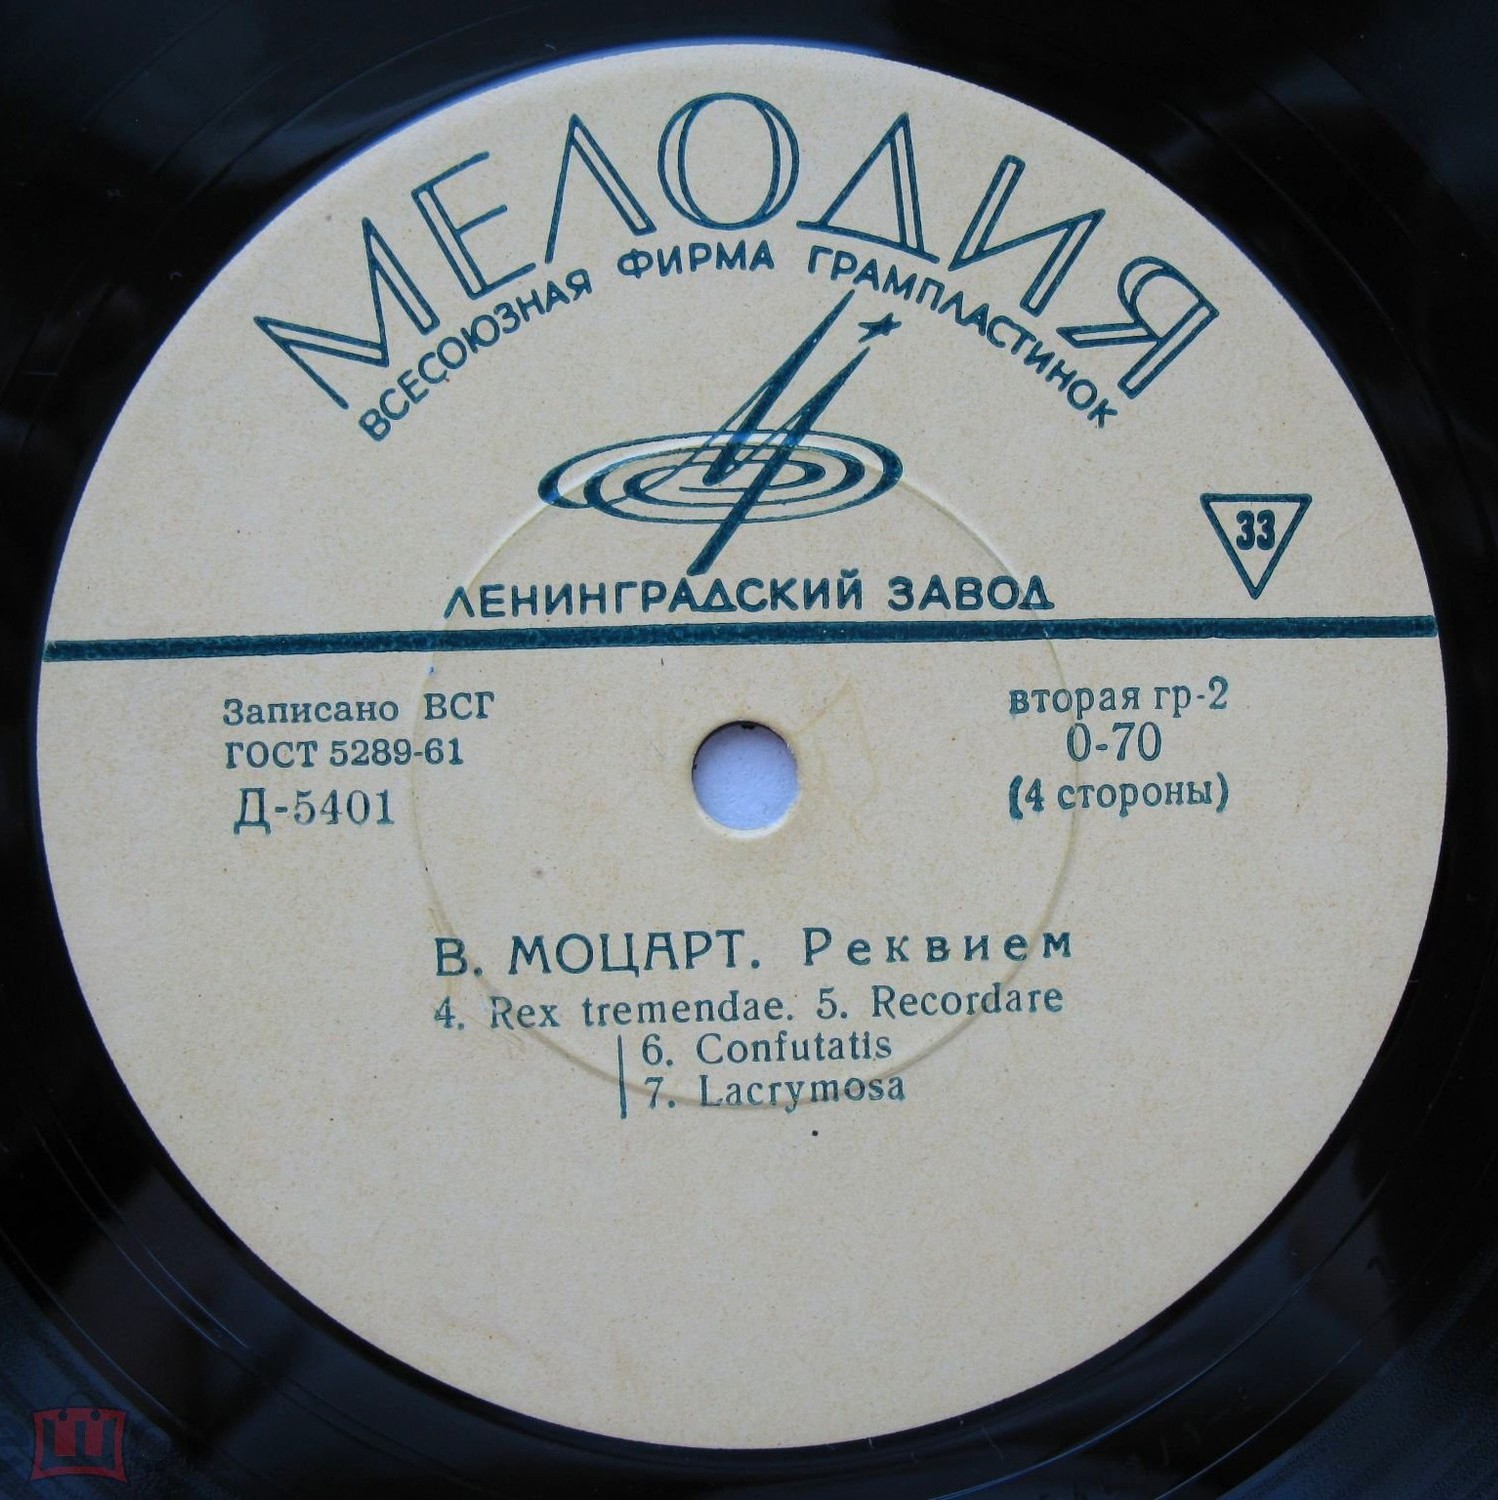 МЕЛОДИЯ
ВСЕСОЮЗНАЯ ФИРМА ГРАМПЛАСТИНОК
33
ЛЕНИНГРАДСКИЙ ЗАВОД
Записано ВСГ
ГОСТ 5289-61
Д-5401
вторая гр-2
0-70
(4 стороны)
В. МОЦАРТ. Реквием
4. Rex tremendae. 5. Recordare
6. Confutatis
7. Lacrymosa